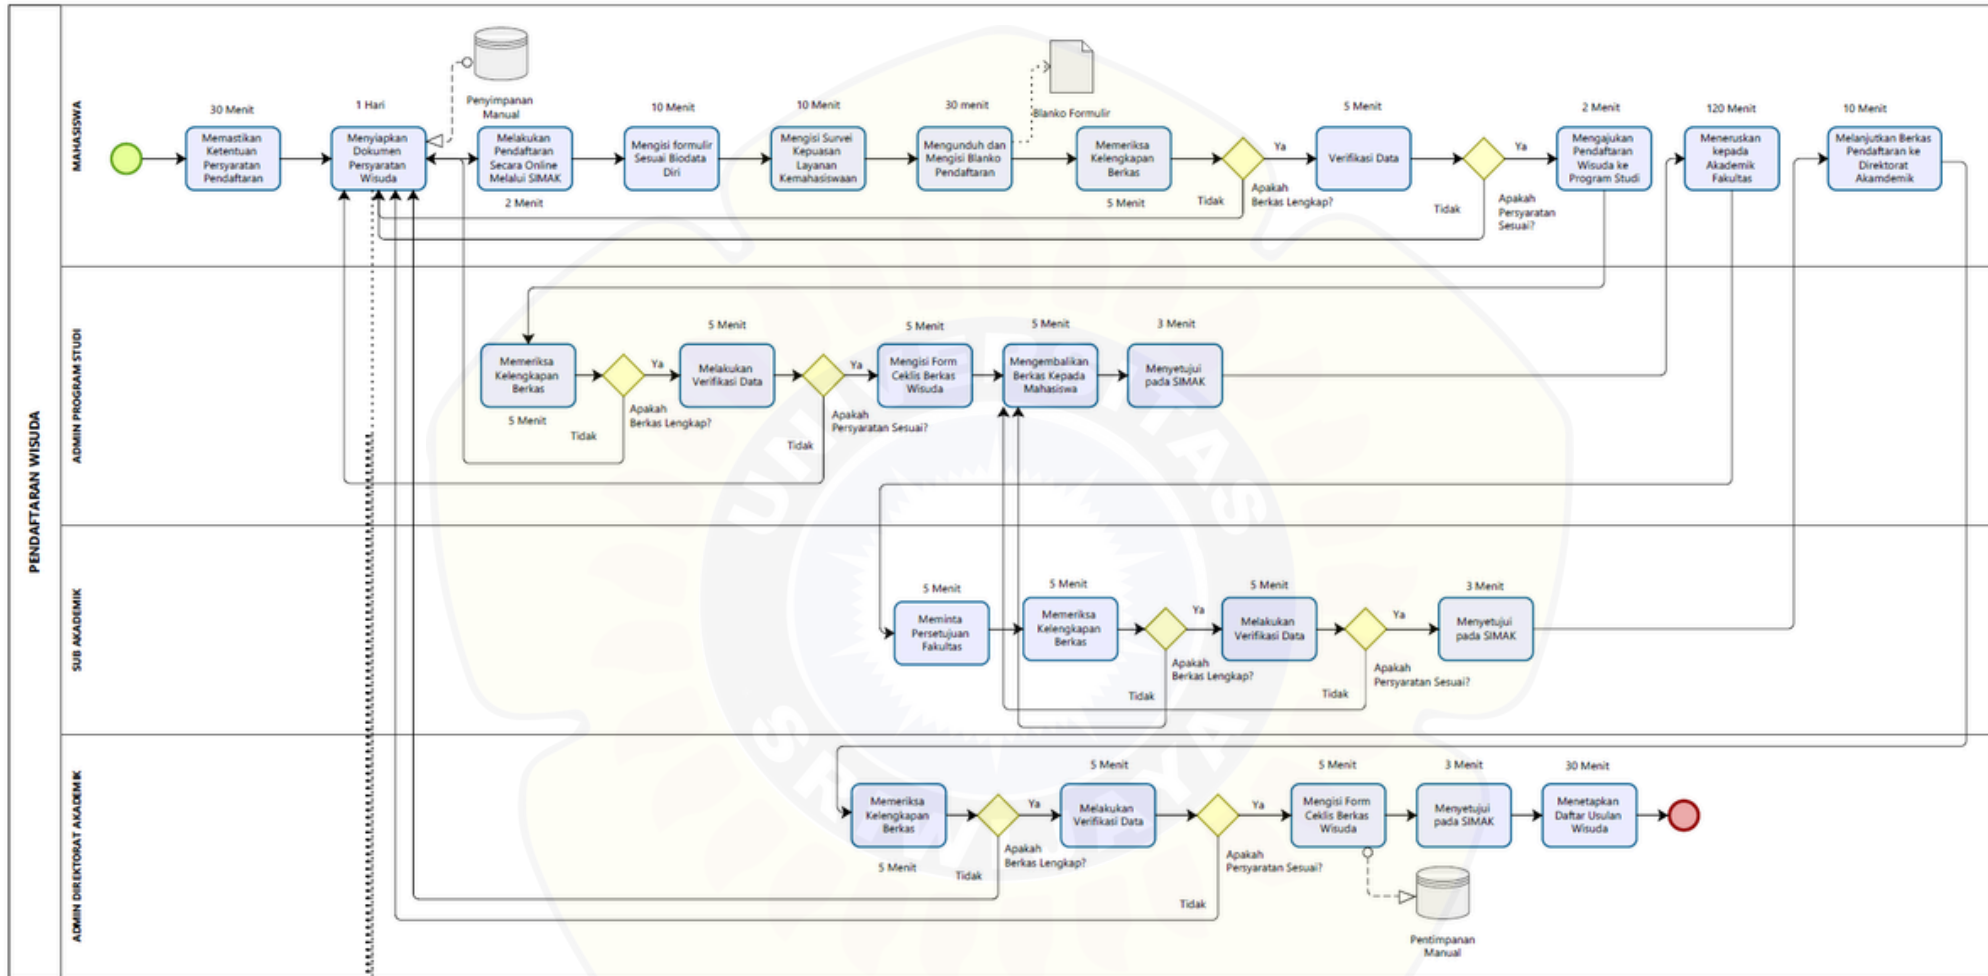 PENDAFTARAN WISUDA
MAHASISWA
30 Menit
Memastikan
Ketentuan
Persyaratan
Pendaftaran
1 Hari
Menyiapkan
Dokumen
Persyaratan
Wisuda
Penyimpanan
Manual
Melakukan
Pendaftaran
Secara Online
Melalui SIMAK
2 Menit
10 Menit
Mengisi formulir
Sesuai Biodata
Diri
10 Menit
Mengisi Survei
Kepuasan
Layanan
Kemahasiswaan
30 menit
Mengunduh dan
Mengisi Blanko
Pendaftaran
Blanko Formulir
Memeriksa
Kelengkapan
Berkas
5 Menit
Ya
Apakah
Berkas Lengkap?
Tidak
5 Menit
Verifikasi Data
Ya
Apakah
Persyaratan
Sesuai?
Tidak
2 Menit
Mengajukan
Pendaftaran
Wisuda ke
Program Studi
120 Menit
Meneruskan
kepada
Akademik
Fakultas
10 Menit
Melanjutkan Berkas
Pendaftaran ke
Direktorat
Akamdemik
ADMIN PROGRAM STUDI
Memeriksa
Kelengkapan
Berkas
5 Menit
Ya
Apakah
Berkas Lengkap?
Tidak
5 Menit
Melakukan
Verifikasi Data
Ya
Apakah
Persyaratan Sesuai?
Tidak
5 Menit
Mengisi Form
Ceklis Berkas
Wisuda
5 Menit
Mengembalikan
Berkas Kepada
Mahasiswa
3 Menit
Menyetujui
pada SIMAK
SUB AKADEMIK
5 Menit
Meminta
Persetujuan
Fakultas
5 Menit
Memeriksa
Kelengkapan
Berkas
Ya
Apakah
Berkas Lengkap?
Tidak
5 Menit
Melakukan
Verifikasi Data
Ya
Apakah
Persyaratan Sesuai?
Tidak
3 Menit
Menyetujui
pada SIMAK
ADMIN DIREKTORAT AKADEMIK
Memeriksa
Kelengkapan
Berkas
5 Menit
Ya
Apakah
Berkas Lengkap?
Tidak
5 Menit
Melakukan
Verifikasi Data
Ya
Apakah
Persyaratan Sesuai?
Tidak
5 Menit
Mengisi Form
Ceklis Berkas
Wisuda
3 Menit
Menyetujui
pada SIMAK
30 Menit
Menetapkan
Daftar Usulan
Wisuda
Pentimpanan
Manual